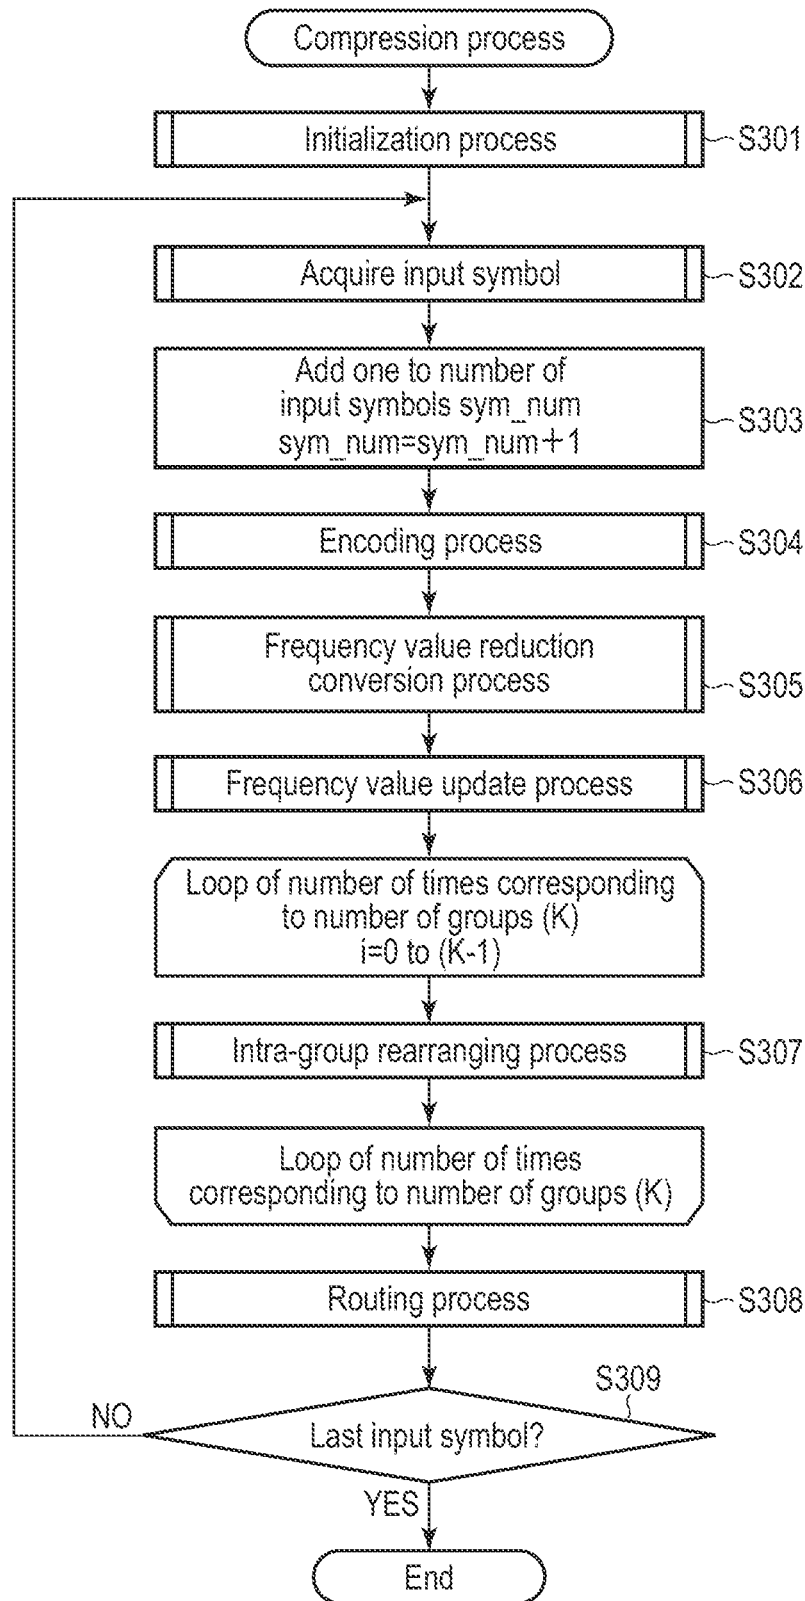 Compression process
Initialization process
S301
Acquire input symbol
S302
Add one to number of
input symbols sym_num
sym_num=sym_num+1
S303
Encoding process
S304
Frequency value reduction
conversion process
S305
Frequency value update process
S306
Loop of number of times corresponding
to number of groups (K)
i=0 to (K-1)
Intra-group rearranging process
S307
Loop of number of times
corresponding to number of groups (K)
Routing process
S308
S309
NO
Last input symbol?
YES
End